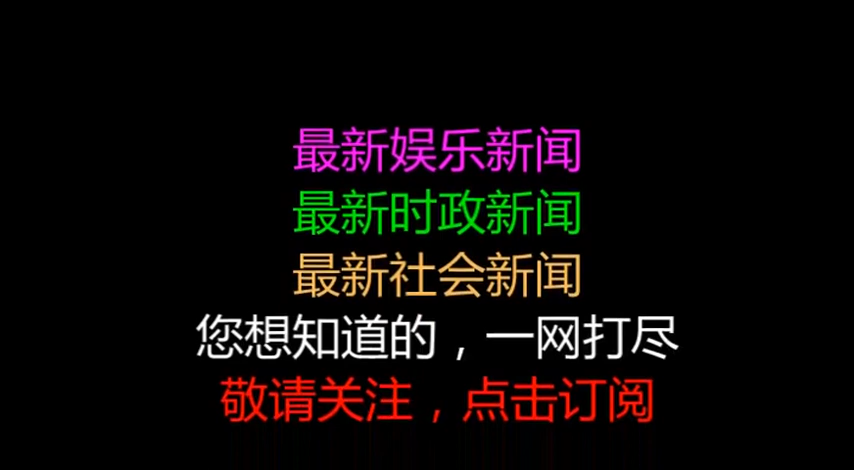 最新娱乐新闻
最新时政新闻
最新社会新闻
您想知道的，一网打尽
敬请关注，点击订阅